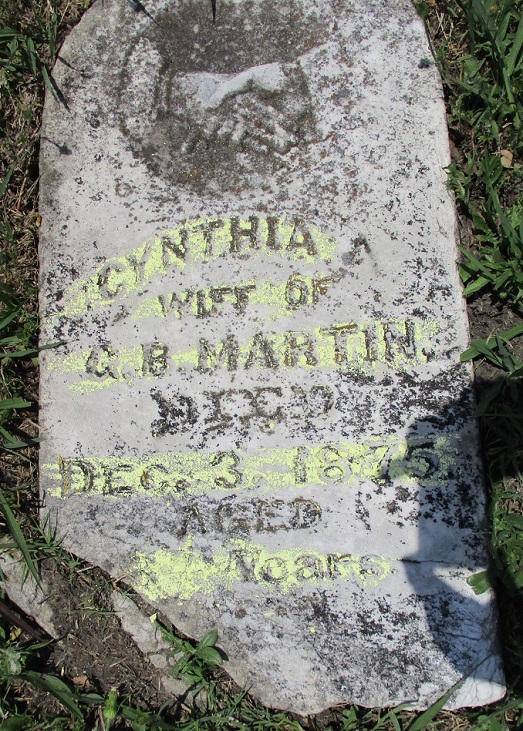 CYNTHIA
WIFE OF
G. B. MARTIN.
DIED
DEC. 3. 1875
AGED
Years